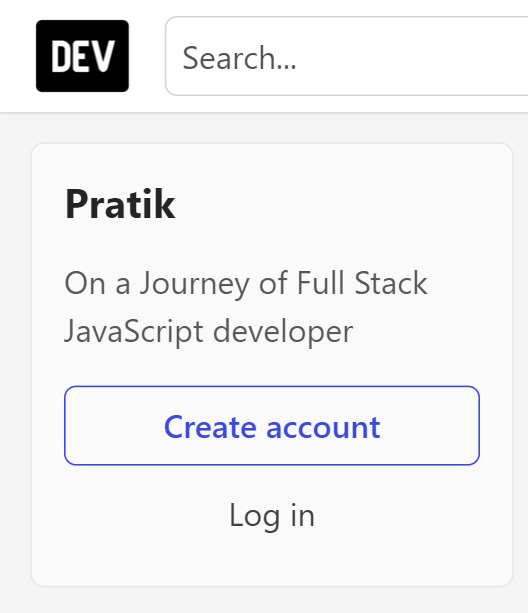 DEV
Search...
Pratik
On a Journey of Full Stack
JavaScript developer
Create account
Log in